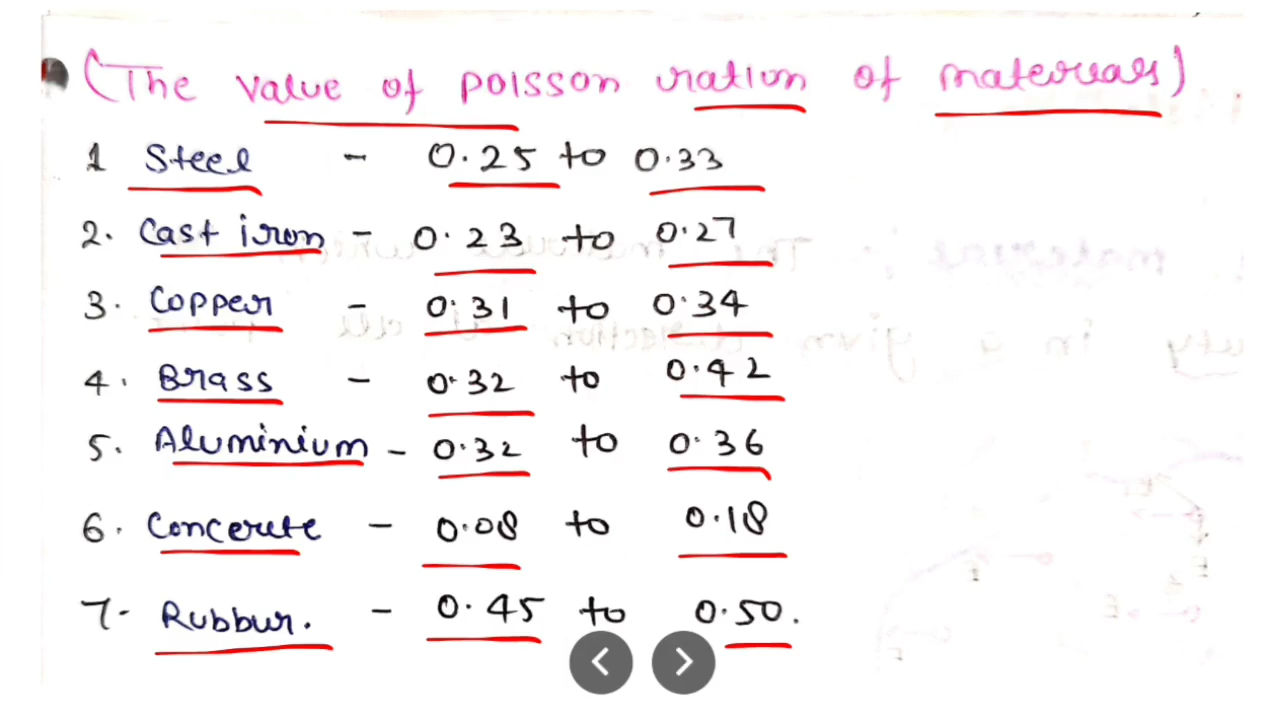 (The value of poisson ration of materials)
1 Steel - 0.25 to 0.33
2. Cast iron - 0.23 to 0.27
3. Copper - 0.31 to 0.34
4. Brass - 0.32 to 0.42
5. Aluminium - 0.32 to 0.36
6. Concerete - 0.08 to 0.18
7. Rubbur. - 0.45 to 0.50.